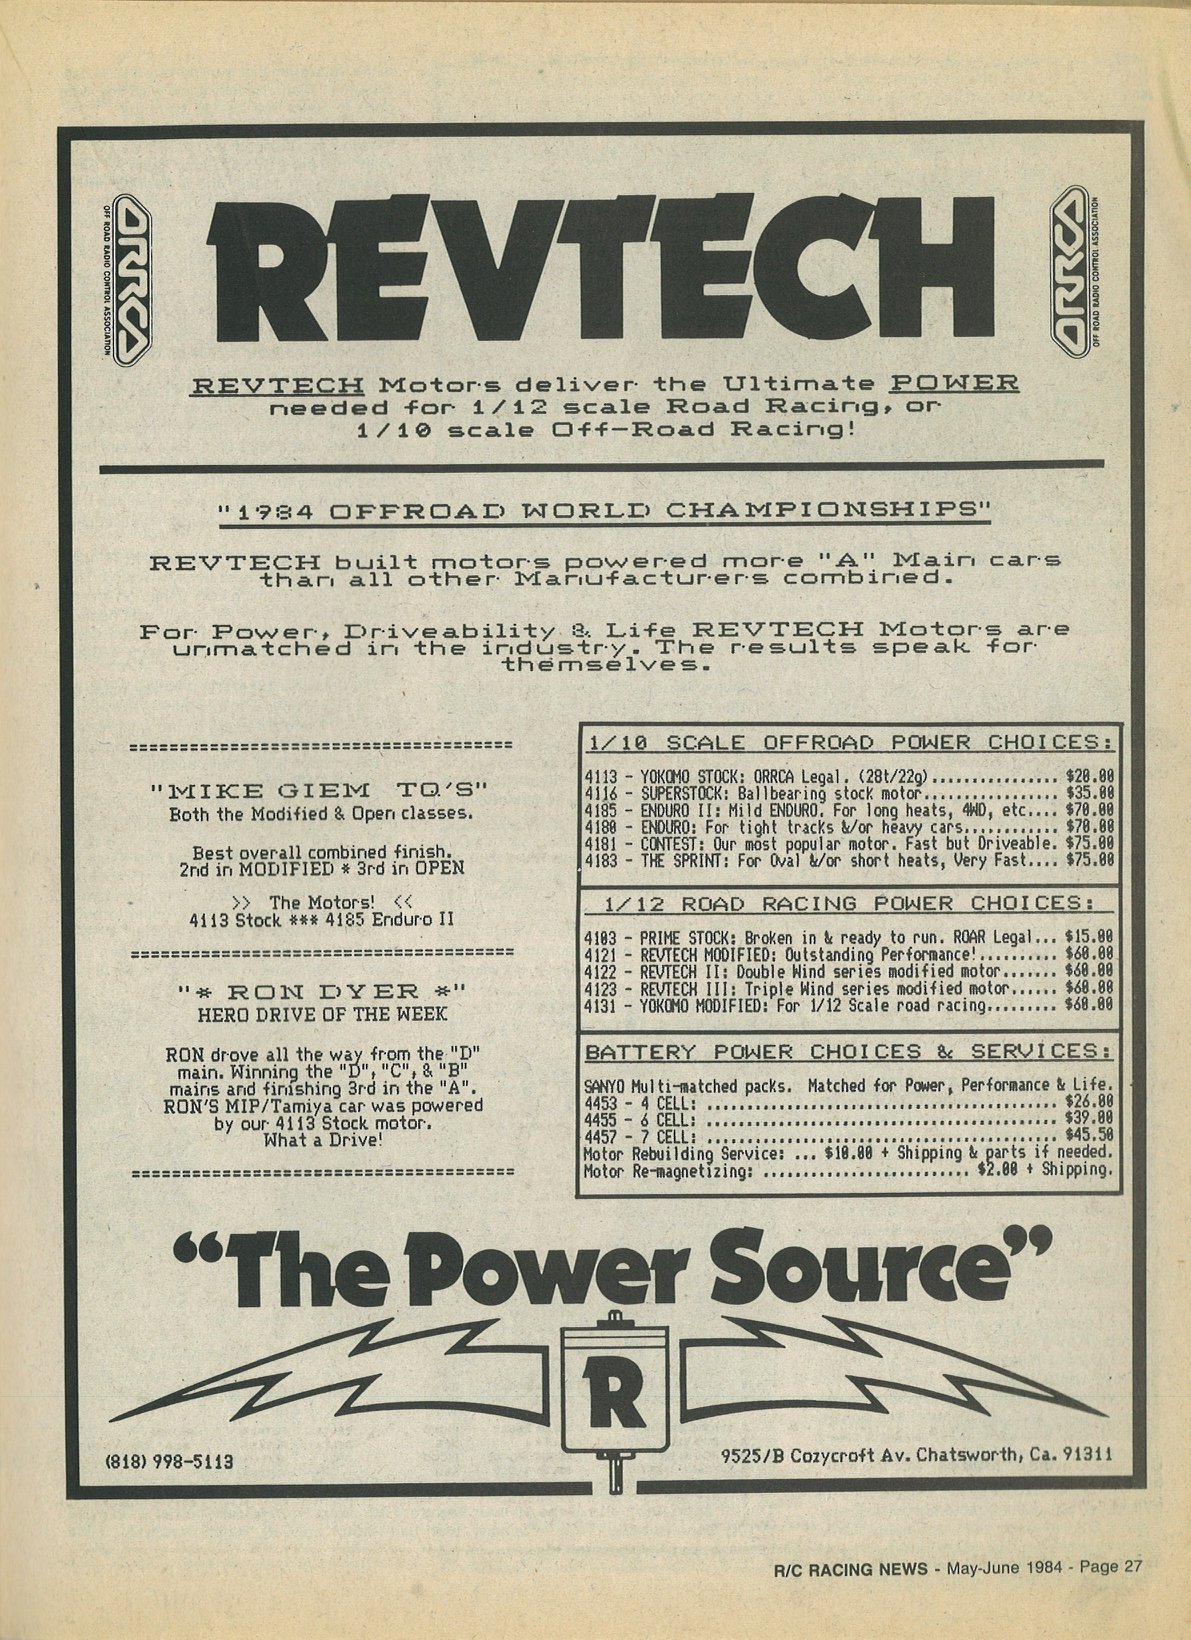 ORRCA
OFF ROAD RADIO CONTROL ASSOCIATION
REVTECH
ORRCA
OFF ROAD RADIO CONTROL ASSOCIATION
REVTECH Motors deliver the Ultimate POWER
needed for 1/12 scale Road Racing, or
1/10 scale Off-Road Racing!
"1984 OFFROAD WORLD CHAMPIONSHIPS"
REVTECH built motors powered more "A" Main cars
than all other Manufacturers combined.
For Power, Driveability & Life REVTECH Motors are
unmatched in the industry. The results speak for
themselves.
=====================================
"MIKE GIEM TQ'S"
Both the Modified & Open classes.
Best overall combined finish.
2nd in MODIFIED * 3rd in OPEN
>> The Motors! <<
4113 Stock *** 4185 Enduro II
=====================================
"* RON DYER *"
HERO DRIVE OF THE WEEK
RON drove all the way from the "D"
main. Winning the "D", "C", & "B"
mains and finishing 3rd in the "A".
RON'S MIP/Tamiya car was powered
by our 4113 Stock motor.
What a Drive!
=====================================
1/10 SCALE OFFROAD POWER CHOICES:
4113 - YOKOMO STOCK: ORRCA Legal. (28t/22g)................ $20.00
4116 - SUPERSTOCK: Ballbearing stock motor................. $35.00
4185 - ENDURO II: Mild ENDURO. For long heats, 4WD, etc.... $70.00
4180 - ENDURO: For tight tracks &/or heavy cars............ $70.00
4181 - CONTEST: Our most popular motor. Fast but Driveable. $75.00
4183 - THE SPRINT: For Oval &/or short heats, Very Fast.... $75.00
1/12 ROAD RACING POWER CHOICES:
4103 - PRIME STOCK: Broken in & ready to run. ROAR Legal... $15.00
4121 - REVTECH MODIFIED: Outstanding Performance!.......... $60.00
4122 - REVTECH II: Double Wind series modified motor....... $60.00
4123 - REVTECH III: Triple Wind series modified motor...... $60.00
4131 - YOKOMO MODIFIED: For 1/12 Scale road racing......... $60.00
BATTERY POWER CHOICES & SERVICES:
SANYO Multi-matched packs. Matched for Power, Performance & Life.
4453 - 4 CELL: ............................................ $26.00
4455 - 6 CELL: ............................................ $39.00
4457 - 7 CELL: ............................................ $45.50
Motor Rebuilding Service: ... $10.00 + Shipping & parts if needed.
Motor Re-magnetizing: .......................... $2.00 + Shipping.
"The Power Source"
R
(818) 998-5113
9525/B Cozycroft Av. Chatsworth, Ca. 91311
R/C RACING NEWS - May-June 1984 - Page 27